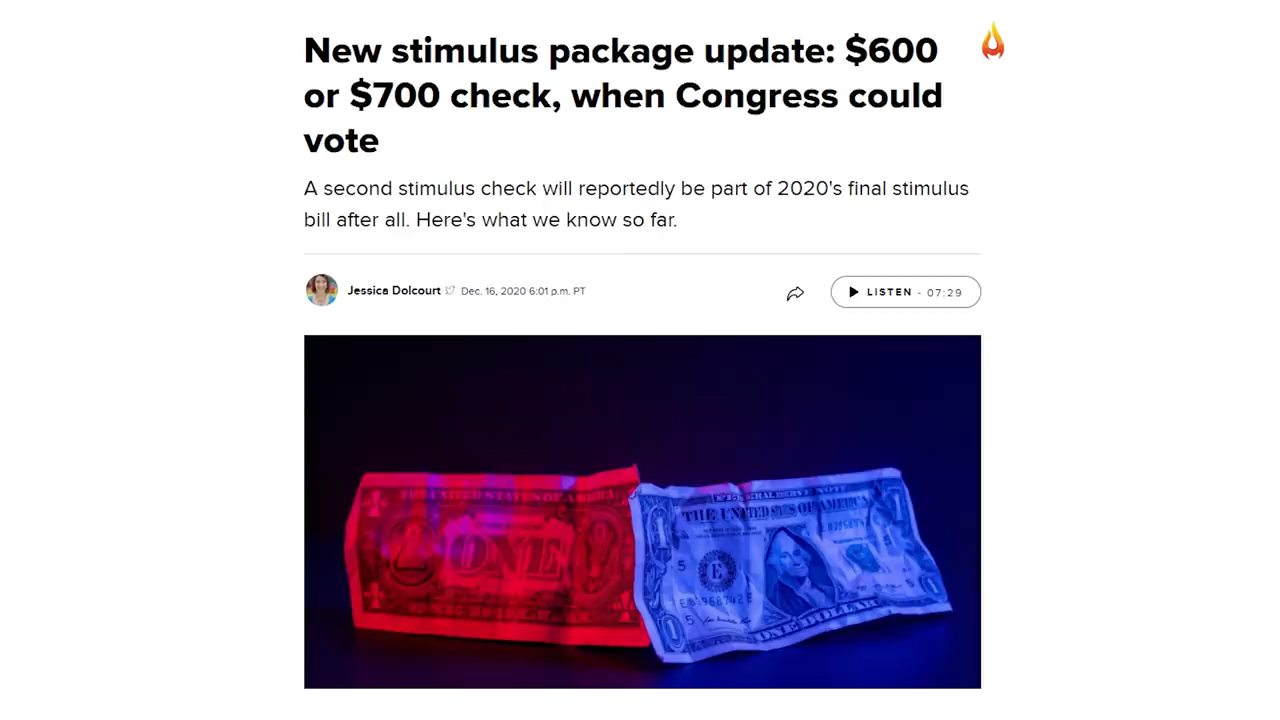 New stimulus package update: $600
or $700 check, when Congress could
vote
A second stimulus check will reportedly be part of 2020's final stimulus
bill after all. Here's what we know so far.
Jessica Dolcourt Dec. 16, 2020 6:01 p.m. PT
LISTEN - 07:29
THE UNITED STATES OF AMERICA
ONE
THE UNITED STATES OF AMERICA
E
ONE DOLLAR